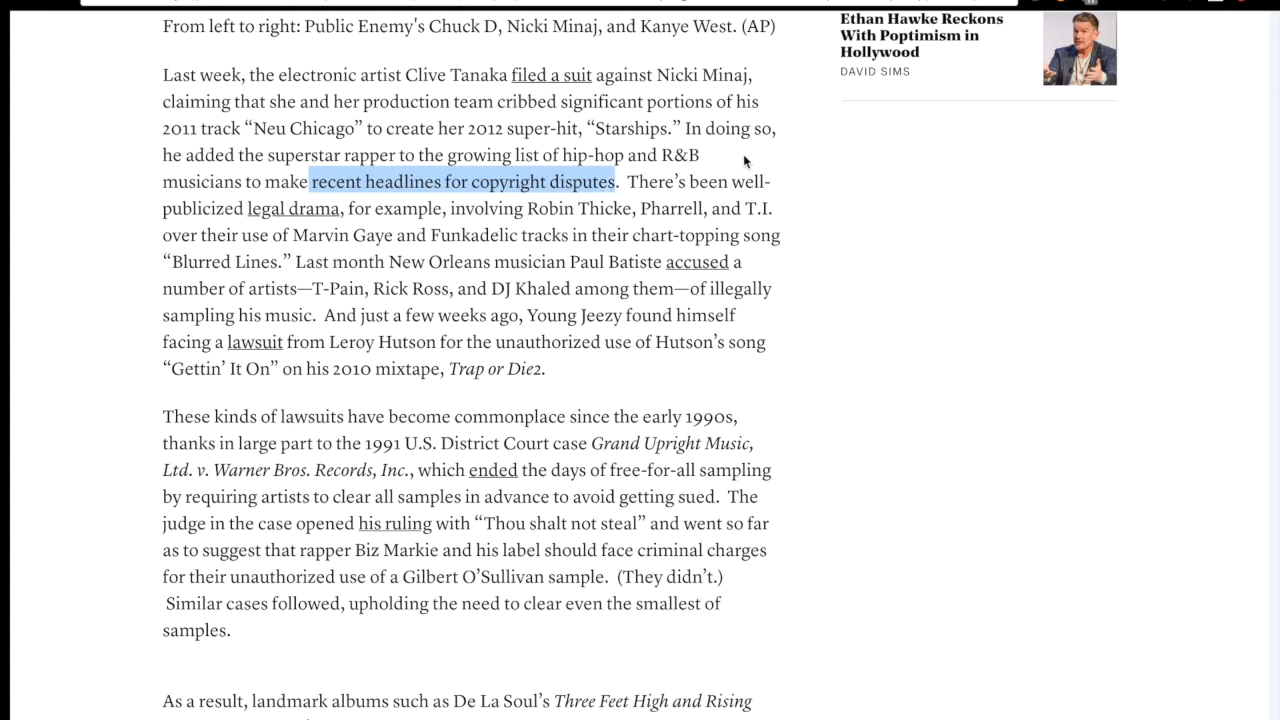 From left to right: Public Enemy's Chuck D, Nicki Minaj, and Kanye West. (AP)
Last week, the electronic artist Clive Tanaka filed a suit against Nicki Minaj,
claiming that she and her production team cribbed significant portions of his
2011 track “Neu Chicago” to create her 2012 super-hit, “Starships.” In doing so,
he added the superstar rapper to the growing list of hip-hop and R&B
musicians to make recent headlines for copyright disputes.  There’s been well-
publicized legal drama, for example, involving Robin Thicke, Pharrell, and T.I.
over their use of Marvin Gaye and Funkadelic tracks in their chart-topping song
“Blurred Lines.” Last month New Orleans musician Paul Batiste accused a
number of artists—T-Pain, Rick Ross, and DJ Khaled among them—of illegally
sampling his music.  And just a few weeks ago, Young Jeezy found himself
facing a lawsuit from Leroy Hutson for the unauthorized use of Hutson’s song
“Gettin’ It On” on his 2010 mixtape, Trap or Die2.
These kinds of lawsuits have become commonplace since the early 1990s,
thanks in large part to the 1991 U.S. District Court case Grand Upright Music,
Ltd. v. Warner Bros. Records, Inc., which ended the days of free-for-all sampling
by requiring artists to clear all samples in advance to avoid getting sued.  The
judge in the case opened his ruling with “Thou shalt not steal” and went so far
as to suggest that rapper Biz Markie and his label should face criminal charges
for their unauthorized use of a Gilbert O’Sullivan sample.  (They didn’t.)
Similar cases followed, upholding the need to clear even the smallest of
samples.
As a result, landmark albums such as De La Soul’s Three Feet High and Rising
Ethan Hawke Reckons
With Poptimism in
Hollywood
DAVID SIMS